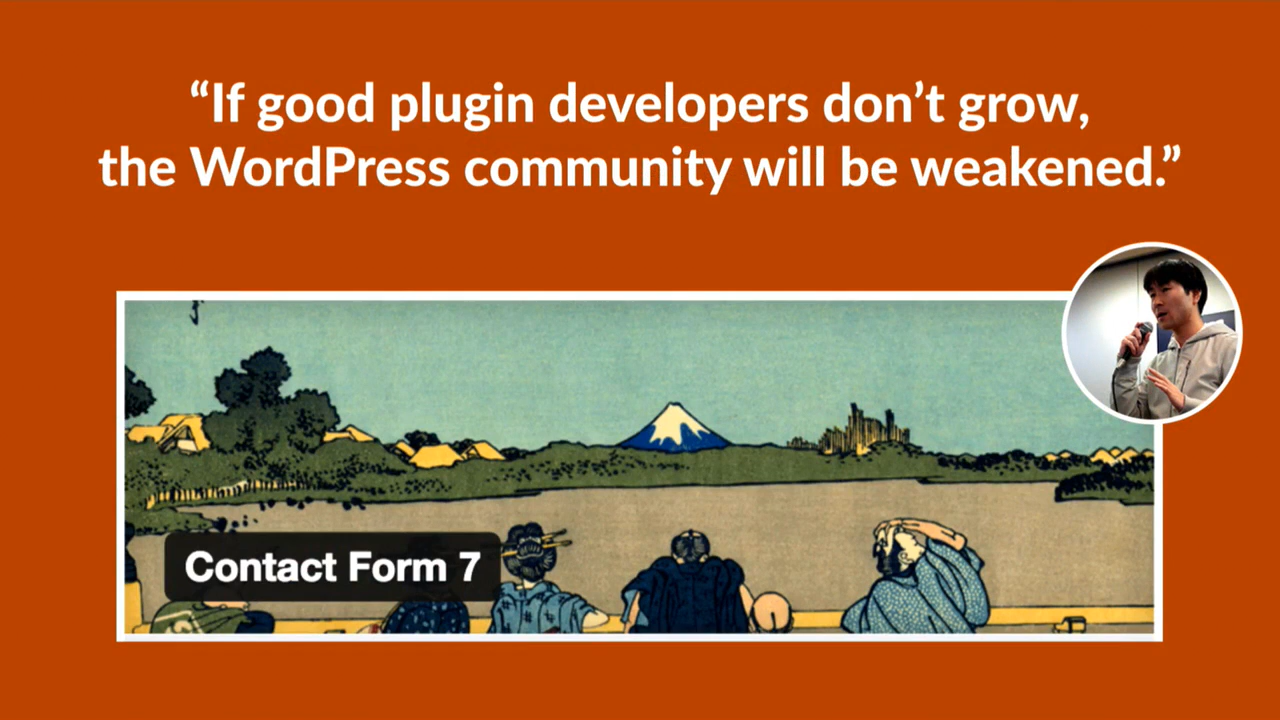 “If good plugin developers don’t grow,
the WordPress community will be weakened.”
Contact Form 7